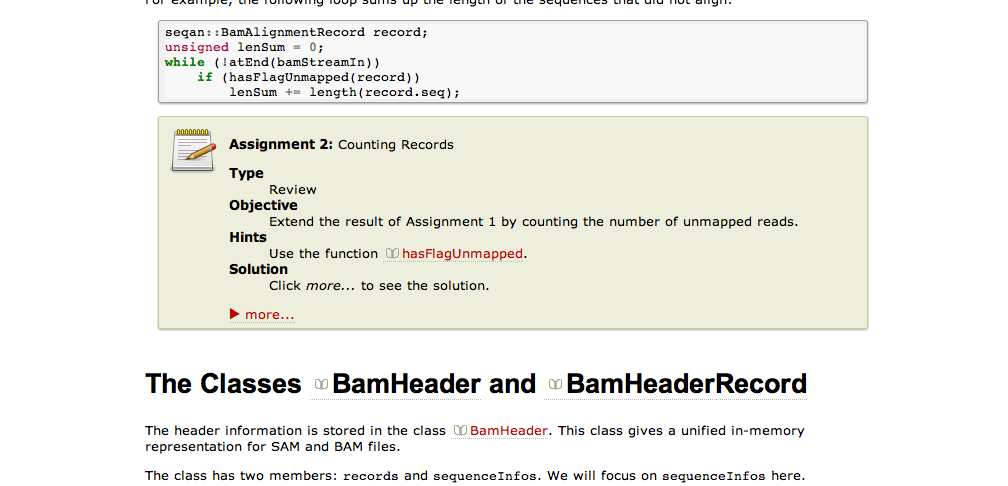 For example, the following loop sums up the length of the sequences that did not align.
seqan::BamAlignmentRecord record;
unsigned lenSum = 0;
while (!atEnd(bamStreamIn))
    if (hasFlagUnmapped(record))
        lenSum += length(record.seq);
Assignment 2: Counting Records
Type
Review
Objective
Extend the result of Assignment 1 by counting the number of unmapped reads.
Hints
Use the function hasFlagUnmapped.
Solution
Click more... to see the solution.
more...
The Classes BamHeader and BamHeaderRecord
The header information is stored in the class BamHeader. This class gives a unified in-memory
representation for SAM and BAM files.
The class has two members: records and sequenceInfos. We will focus on sequenceInfos here.